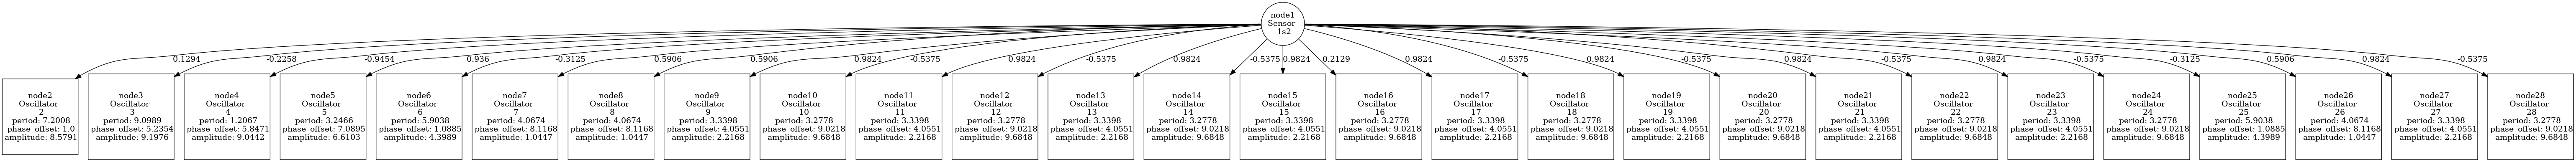 node1
Sensor
1s2
0.1294
-0.2258
-0.9454
0.936
-0.3125
0.5906
0.5906
0.9824
-0.5375
0.9824
-0.5375
0.9824
-0.5375
0.9824
0.2129
0.9824
-0.5375
0.9824
-0.5375
0.9824
-0.5375
0.9824
-0.5375
-0.3125
0.5906
0.9824
-0.5375
node2
Oscillator
2
period: 7.2008
phase_offset: 1.0
amplitude: 8.5791
node3
Oscillator
3
period: 9.0989
phase_offset: 5.2354
amplitude: 9.1976
node4
Oscillator
4
period: 1.2067
phase_offset: 5.8471
amplitude: 9.0442
node5
Oscillator
5
period: 3.2466
phase_offset: 7.0895
amplitude: 6.6103
node6
Oscillator
6
period: 5.9038
phase_offset: 1.0885
amplitude: 4.3989
node7
Oscillator
7
period: 4.0674
phase_offset: 8.1168
amplitude: 1.0447
node8
Oscillator
8
period: 4.0674
phase_offset: 8.1168
amplitude: 1.0447
node9
Oscillator
9
period: 3.3398
phase_offset: 4.0551
amplitude: 2.2168
node10
Oscillator
10
period: 3.2778
phase_offset: 9.0218
amplitude: 9.6848
node11
Oscillator
11
period: 3.3398
phase_offset: 4.0551
amplitude: 2.2168
node12
Oscillator
12
period: 3.2778
phase_offset: 9.0218
amplitude: 9.6848
node13
Oscillator
13
period: 3.3398
phase_offset: 4.0551
amplitude: 2.2168
node14
Oscillator
14
period: 3.2778
phase_offset: 9.0218
amplitude: 9.6848
node15
Oscillator
15
period: 3.3398
phase_offset: 4.0551
amplitude: 2.2168
node16
Oscillator
16
period: 3.2778
phase_offset: 9.0218
amplitude: 9.6848
node17
Oscillator
17
period: 3.3398
phase_offset: 4.0551
amplitude: 2.2168
node18
Oscillator
18
period: 3.2778
phase_offset: 9.0218
amplitude: 9.6848
node19
Oscillator
19
period: 3.3398
phase_offset: 4.0551
amplitude: 2.2168
node20
Oscillator
20
period: 3.2778
phase_offset: 9.0218
amplitude: 9.6848
node21
Oscillator
21
period: 3.3398
phase_offset: 4.0551
amplitude: 2.2168
node22
Oscillator
22
period: 3.2778
phase_offset: 9.0218
amplitude: 9.6848
node23
Oscillator
23
period: 3.3398
phase_offset: 4.0551
amplitude: 2.2168
node24
Oscillator
24
period: 3.2778
phase_offset: 9.0218
amplitude: 9.6848
node25
Oscillator
25
period: 5.9038
phase_offset: 1.0885
amplitude: 4.3989
node26
Oscillator
26
period: 4.0674
phase_offset: 8.1168
amplitude: 1.0447
node27
Oscillator
27
period: 3.3398
phase_offset: 4.0551
amplitude: 2.2168
node28
Oscillator
28
period: 3.2778
phase_offset: 9.0218
amplitude: 9.6848